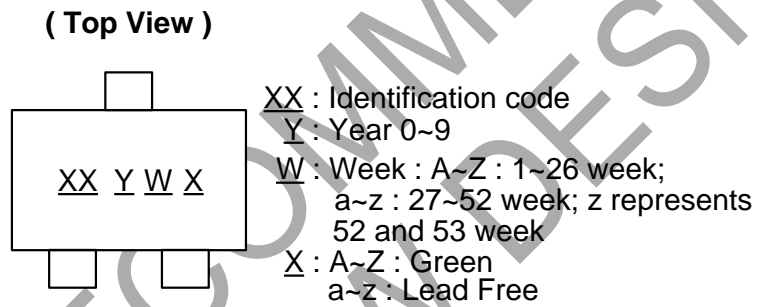 ( Top View )
XX : Identification code
Y : Year 0~9
XX Y W X
W : Week : A~Z : 1~26 week;
a~z : 27~52 week; z represents
52 and 53 week
X : A~Z : Green
a~z : Lead Free